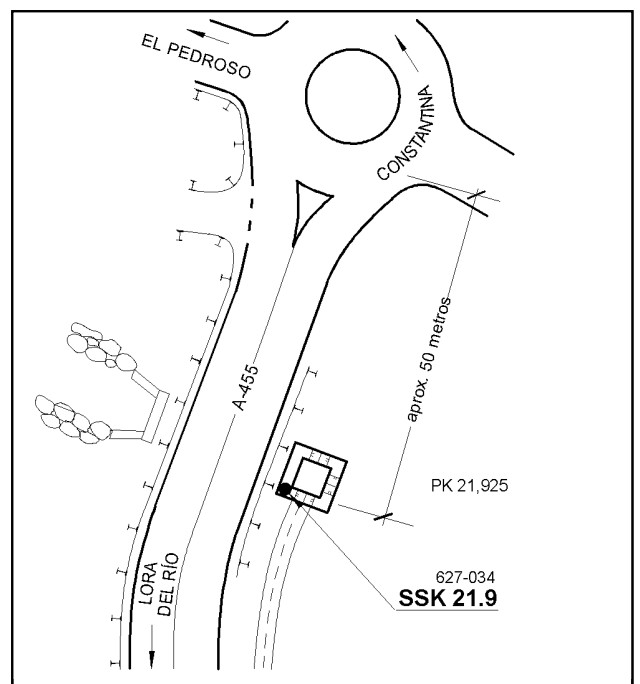 EL PEDROSO
CONSTANTINA
aprox. 50 metros
A-455
PK 21,925
LORA
DEL RÍO
627-034
SSK 21.9